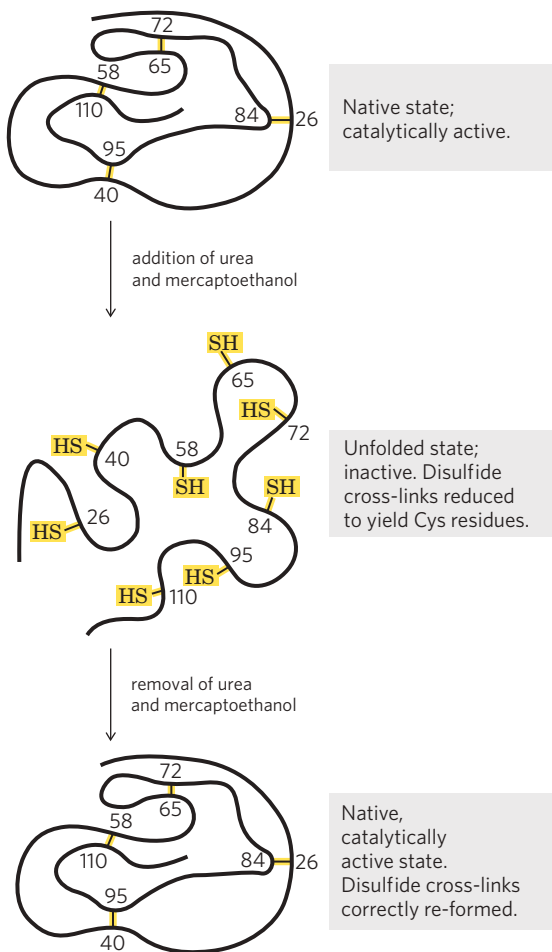 72
58
65
110
84
26
95
40
Native state;
catalytically active.
addition of urea
and mercaptoethanol
SH
65
HS
72
HS
40
58
SH
SH
HS
26
84
95
HS
HS
110
Unfolded state;
inactive. Disulfide
cross-links reduced
to yield Cys residues.
removal of urea
and mercaptoethanol
72
58
65
110
84
26
95
40
Native,
catalytically
active state.
Disulfide cross-links
correctly re-formed.